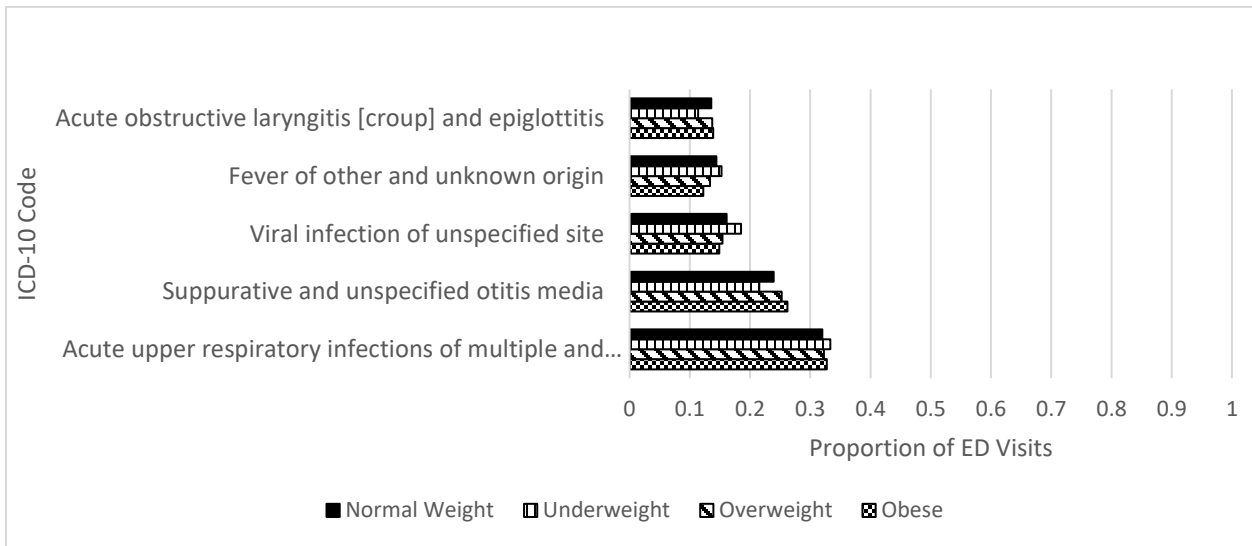 Acute obstructive laryngitis [croup] and epiglottitis
Fever of other and unknown origin
Viral infection of unspecified site
Suppurative and unspecified otitis media
Acute upper respiratory infections of multiple and...
ICD-10 Code
0 0.1 0.2 0.3 0.4 0.5 0.6 0.7 0.8 0.9 1
Proportion of ED Visits
Normal Weight Underweight Overweight Obese